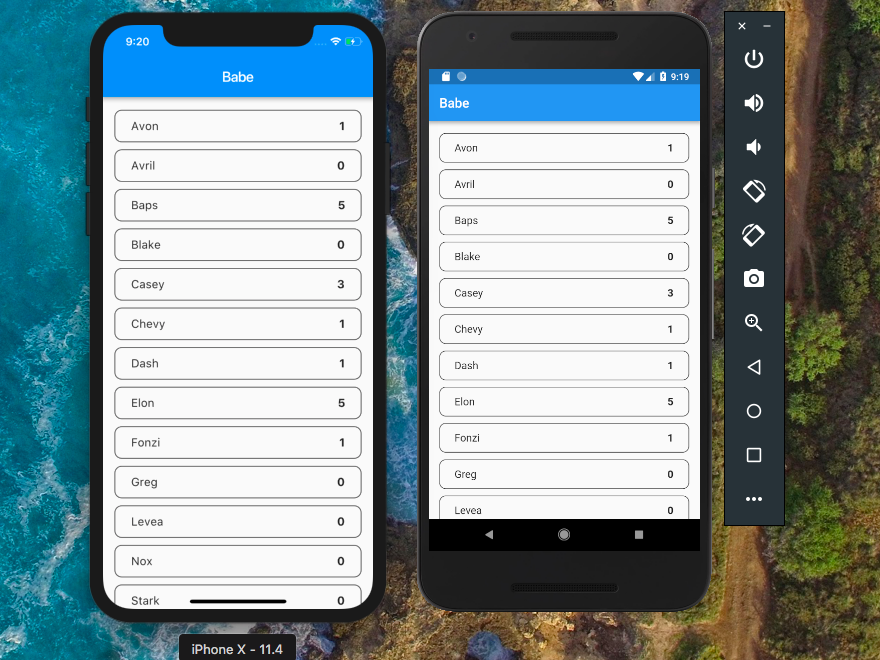 9:20
Babe
Avon 1
Avril 0
Baps 5
Blake 0
Casey 3
Chevy 1
Dash 1
Elon 5
Fonzi 1
Greg 0
Levea 0
Nox 0
Stark 0
iPhone X - 11.4
9:19
Babe
Avon 1
Avril 0
Baps 5
Blake 0
Casey 3
Chevy 1
Dash 1
Elon 5
Fonzi 1
Greg 0
Levea 0